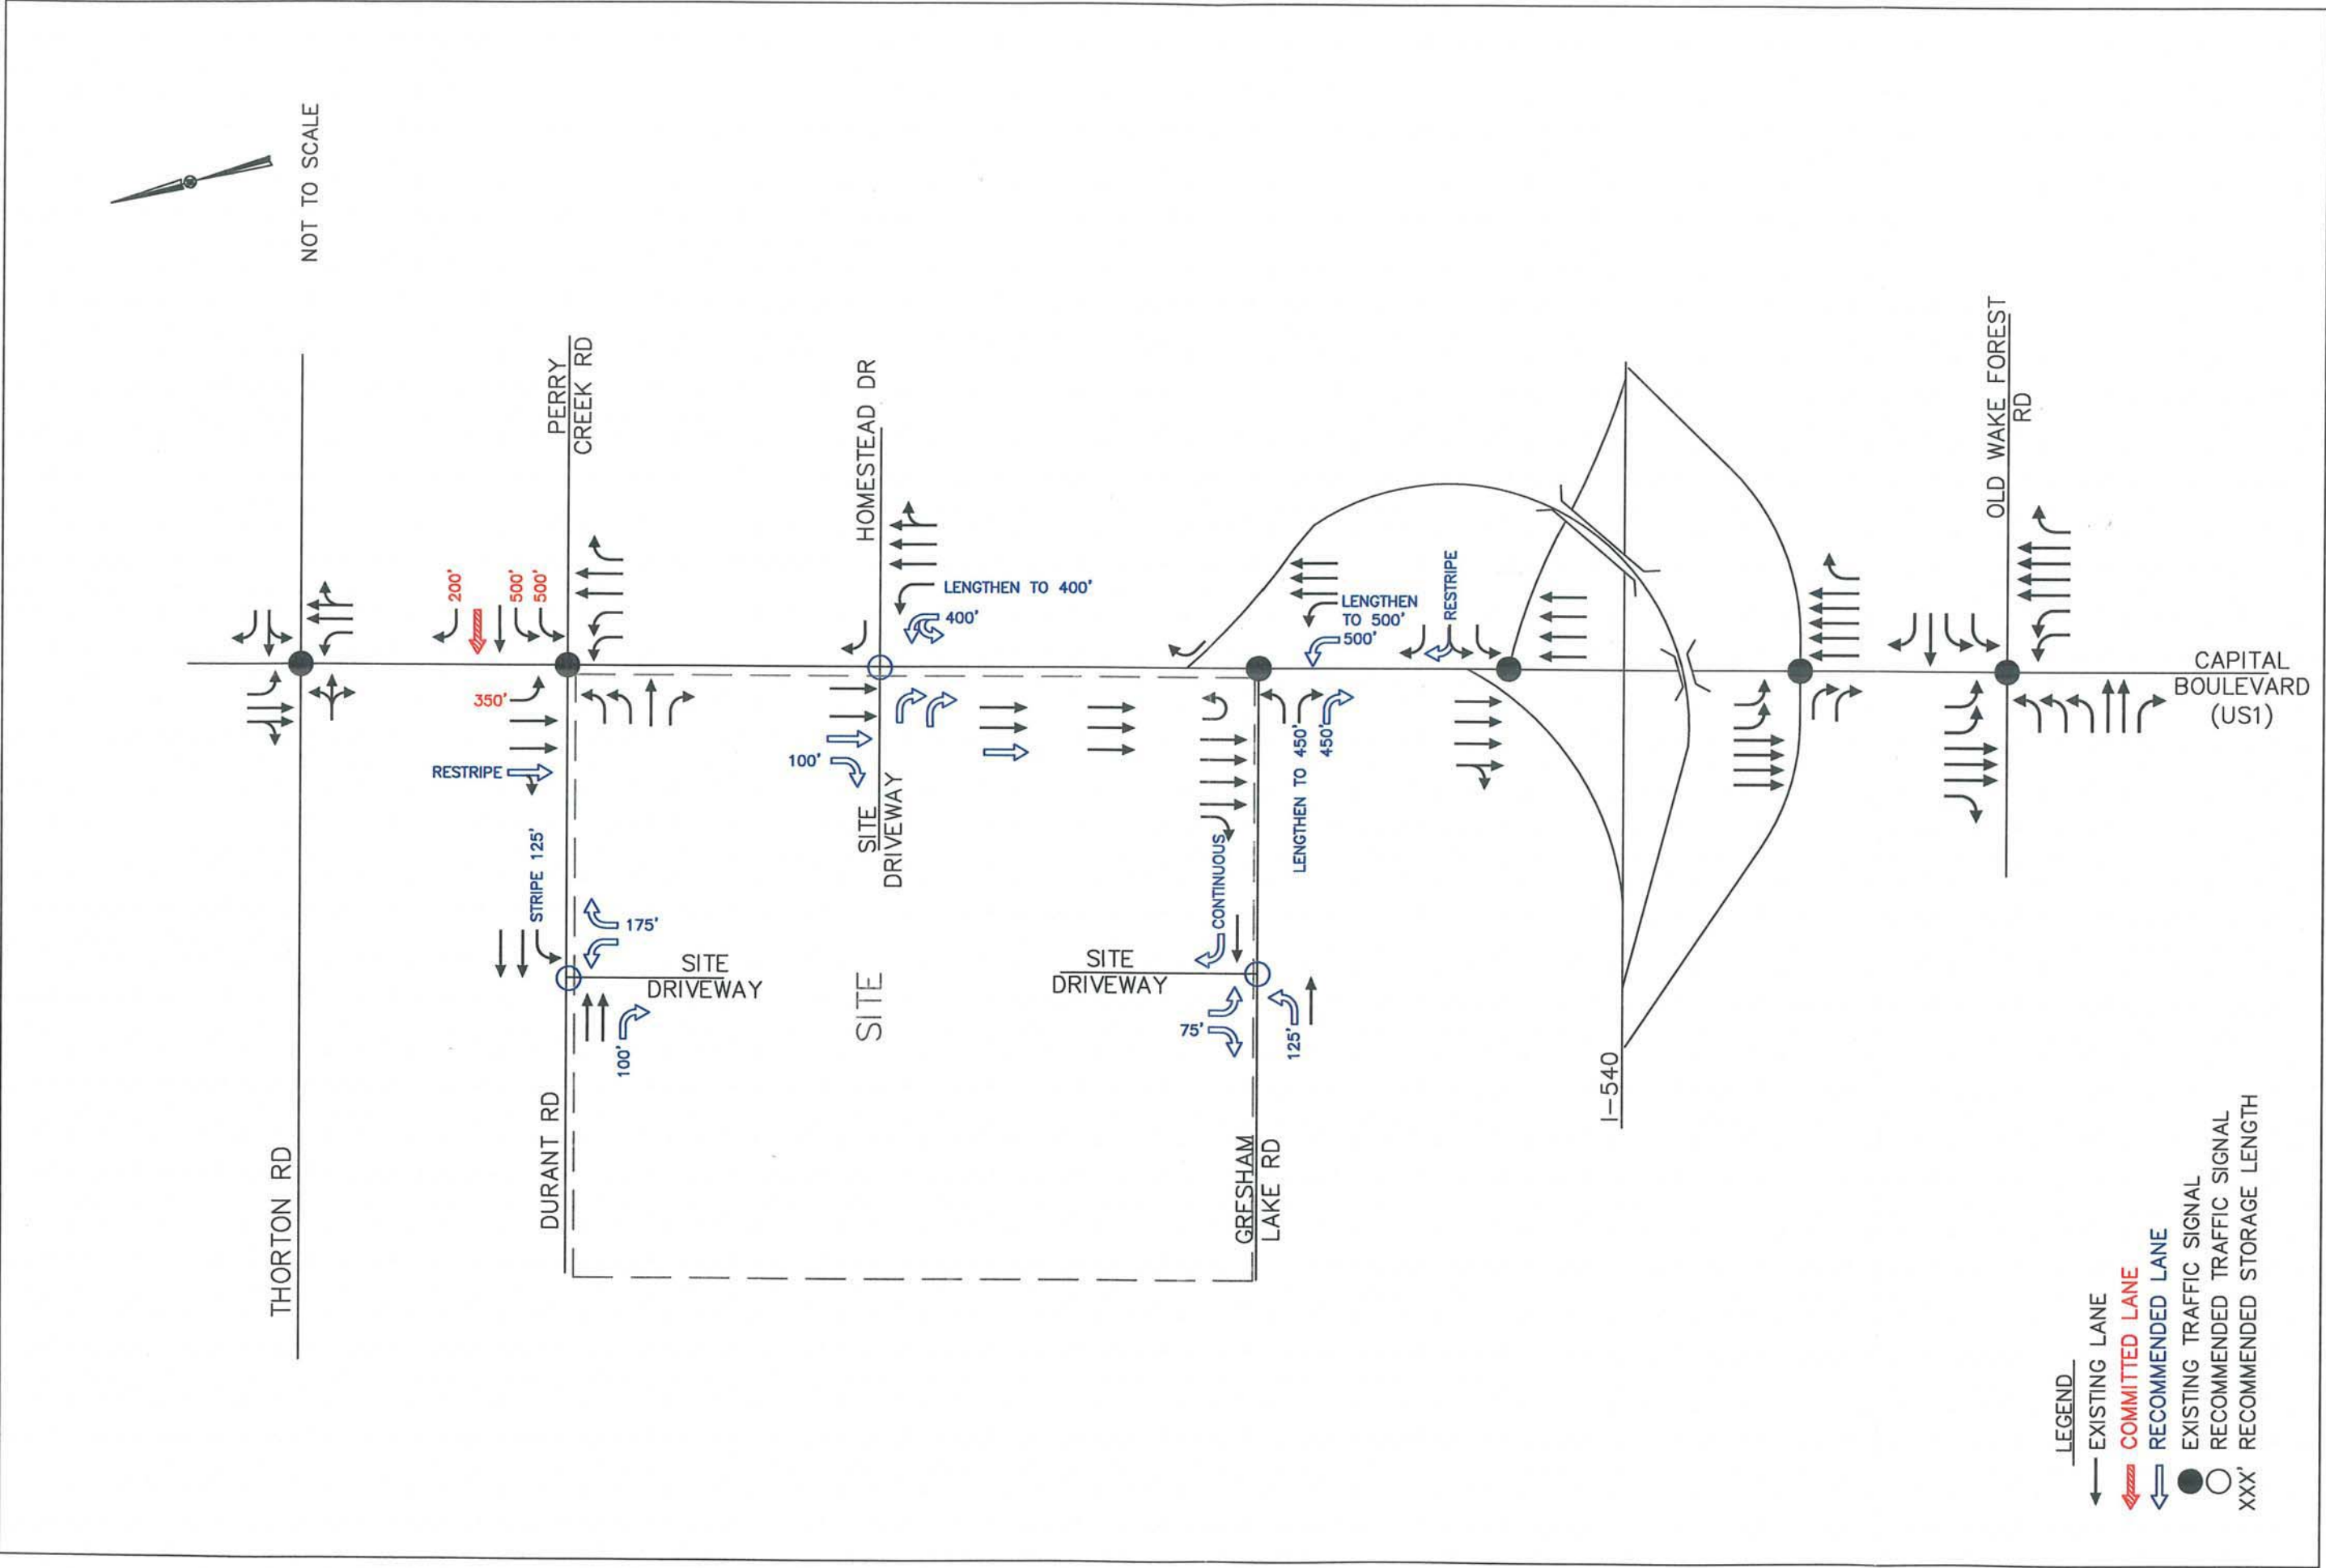 NOT TO SCALE
THORTON RD
PERRY
CREEK RD
200'
500'
500'
350'
RESTRIPE
STRIPE 125'
175'
SITE
DRIVEWAY
100'
DURANT RD
HOMESTEAD DR
LENGTHEN TO 400'
400'
100'
SITE
DRIVEWAY
SITE
LENGTHEN
TO 500'
500'
RESTRIPE
LENGTHEN TO 450'
450'
CONTINUOUS
SITE
DRIVEWAY
75'
125'
GRESHAM
LAKE RD
I-540
OLD WAKE FOREST
RD
CAPITAL
BOULEVARD
(US1)
LEGEND
EXISTING LANE
COMMITTED LANE
RECOMMENDED LANE
EXISTING TRAFFIC SIGNAL
RECOMMENDED TRAFFIC SIGNAL
XXX' RECOMMENDED STORAGE LENGTH